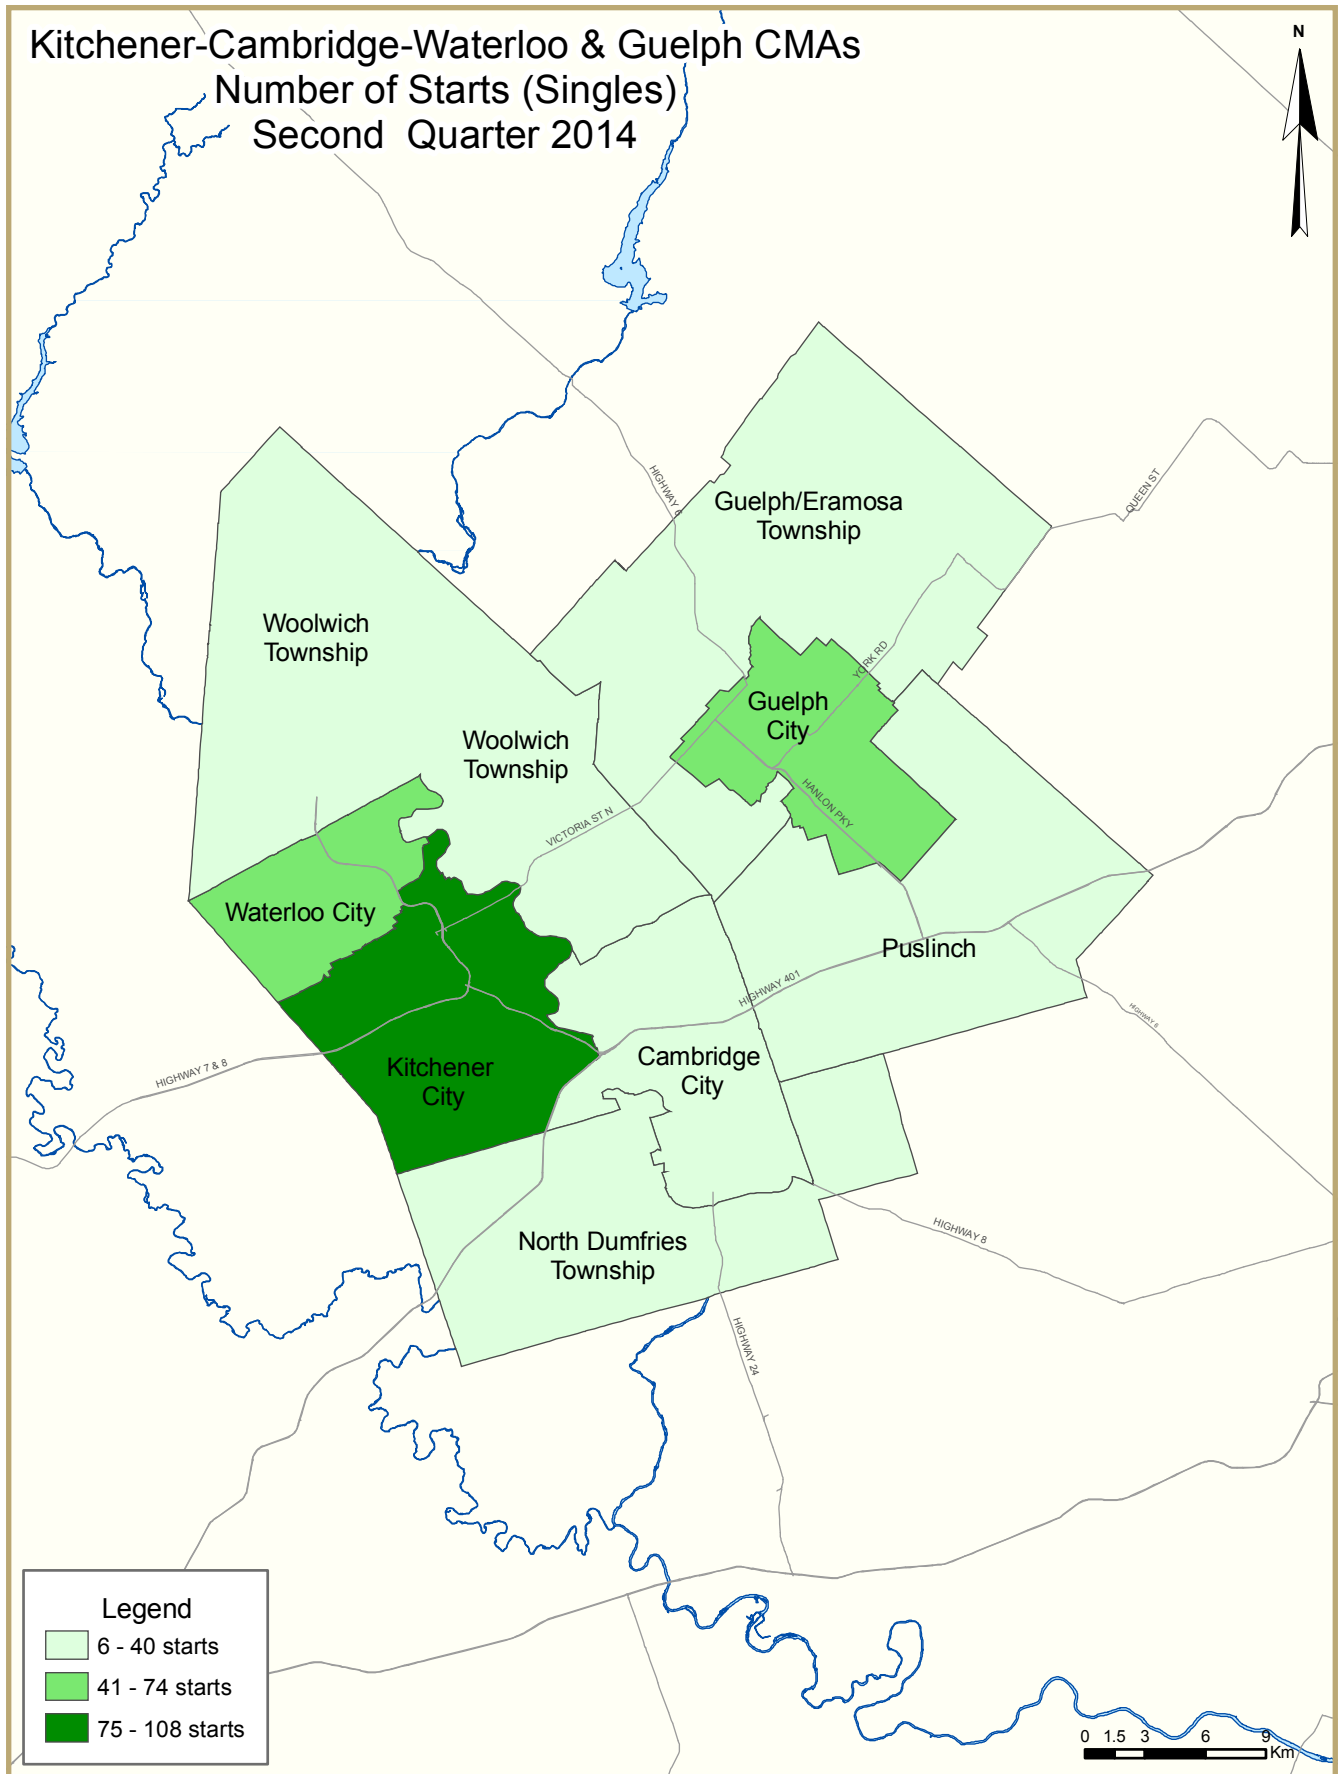 Kitchener-Cambridge-Waterloo & Guelph CMAs
Number of Starts (Singles)
Second Quarter 2014
N
HIGHWAY 6
QUEEN ST
Guelph/Eramosa
Township
Woolwich
Township
YORK RD
Guelph
City
Woolwich
Township
HANLON PKY
VICTORIA ST N
Waterloo City
Puslinch
HIGHWAY 401
HIGHWAY 6
Cambridge
City
Kitchener
City
HIGHWAY 7 & 8
HIGHWAY 8
North Dumfries
Township
HIGHWAY 24
Legend
6 - 40 starts
41 - 74 starts
75 - 108 starts
0 1.5 3 6 9
Km